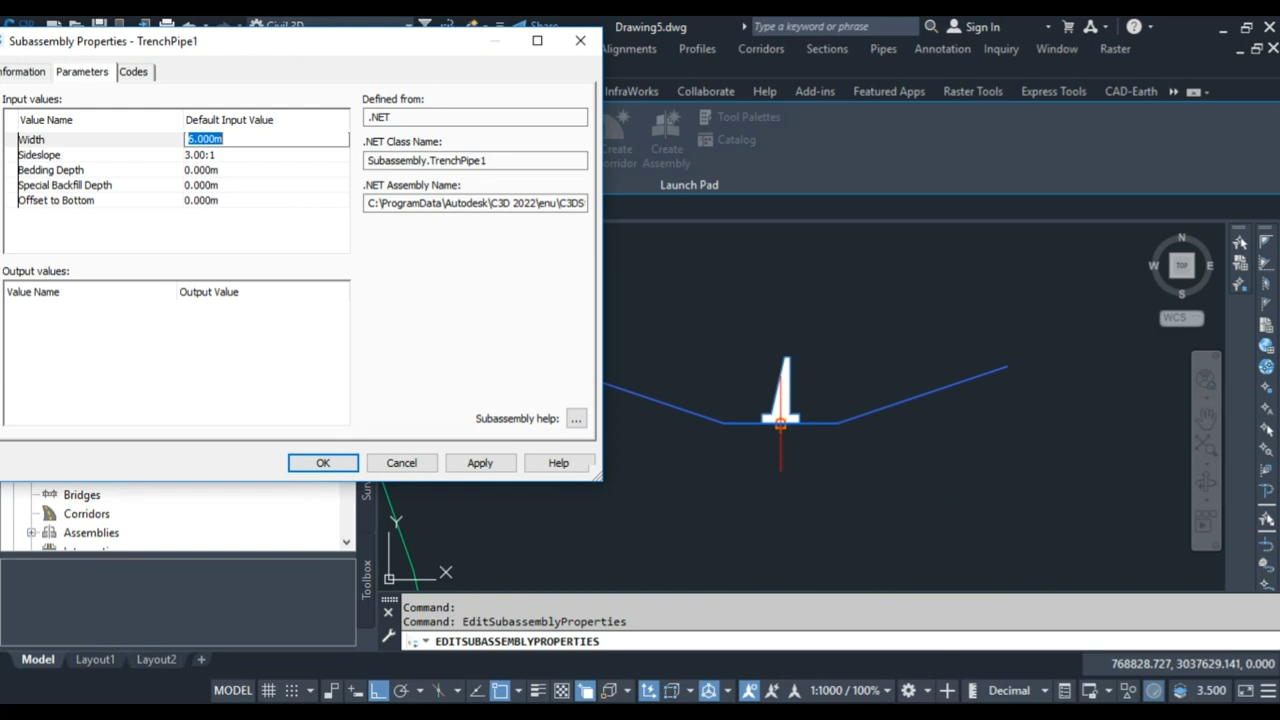 Civil 3D
Share
Drawing5.dwg
Type a keyword or phrase
Sign In
Subassembly Properties - TrenchPipe1
Alignments
Profiles
Corridors
Sections
Pipes
Annotation
Inquiry
Window
Raster
nformation
Parameters
Codes
InfraWorks
Collaborate
Help
Add-ins
Featured Apps
Raster Tools
Express Tools
CAD-Earth
Input values:
Value Name
Default Input Value
Width
6.000m
Sideslope
3.00:1
Bedding Depth
0.000m
Special Backfill Depth
0.000m
Offset to Bottom
0.000m
Defined from:
.NET
.NET Class Name:
Subassembly.TrenchPipe1
.NET Assembly Name:
C:\ProgramData\Autodesk\C3D 2022\enu\C3DS
Create
Create
Assembly
Tool Palettes
Catalog
Launch Pad
Output values:
Value Name
Output Value
Subassembly help:
...
OK
Cancel
Apply
Help
N
W
TOP
E
S
WCS
Bridges
Corridors
Assemblies
Toolbox
Y
X
Command:
Command: EditSubassemblyProperties
EDITSUBASSEMBLYPROPERTIES
Model
Layout1
Layout2
+
768828.727, 3037629.141, 0.000
MODEL
1:1000 / 100%
Decimal
3.500